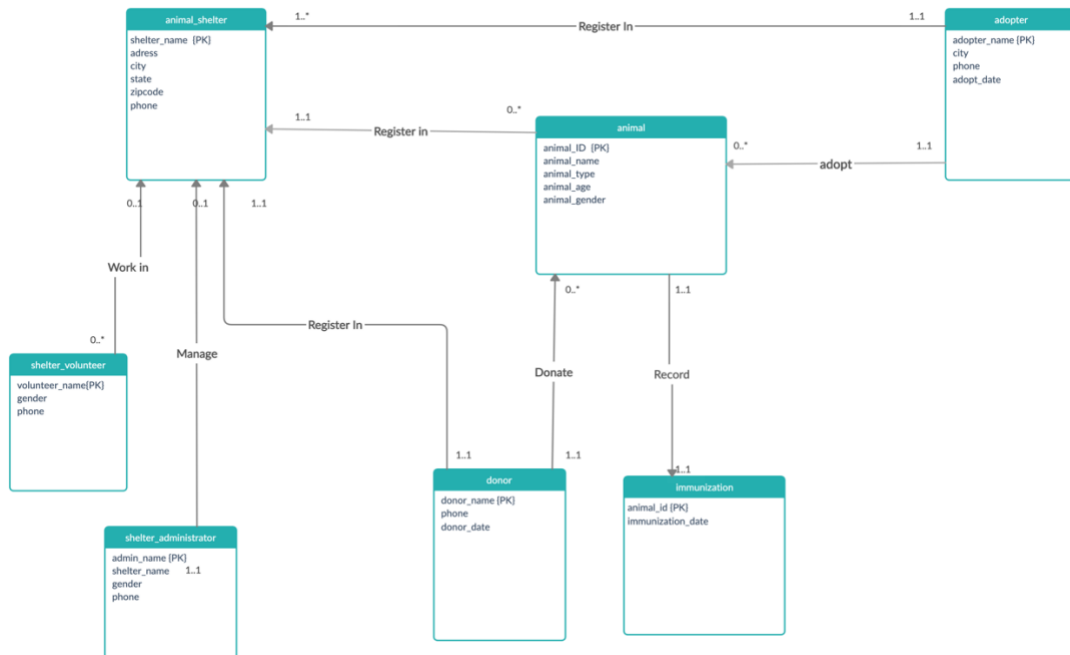 animal_shelter
shelter_name {PK}
adress
city
state
zipcode
phone
1..*
Register In
1..1
adopter
adopter_name {PK}
city
phone
adopt_date
1..1
Register in
0..*
animal
animal_ID {PK}
animal_name
animal_type
animal_age
animal_gender
0..*
adopt
1..1
0..1
0..1
1..1
Work in
0..*
shelter_volunteer
volunteer_name{PK}
gender
phone
Manage
Register In
0..*
Donate
1..1
1..1
Record
1..1
1..1
donor
donor_name {PK}
phone
donor_date
immunization
animal_id {PK}
immunization_date
shelter_administrator
admin_name {PK}
shelter_name
1..1
gender
phone